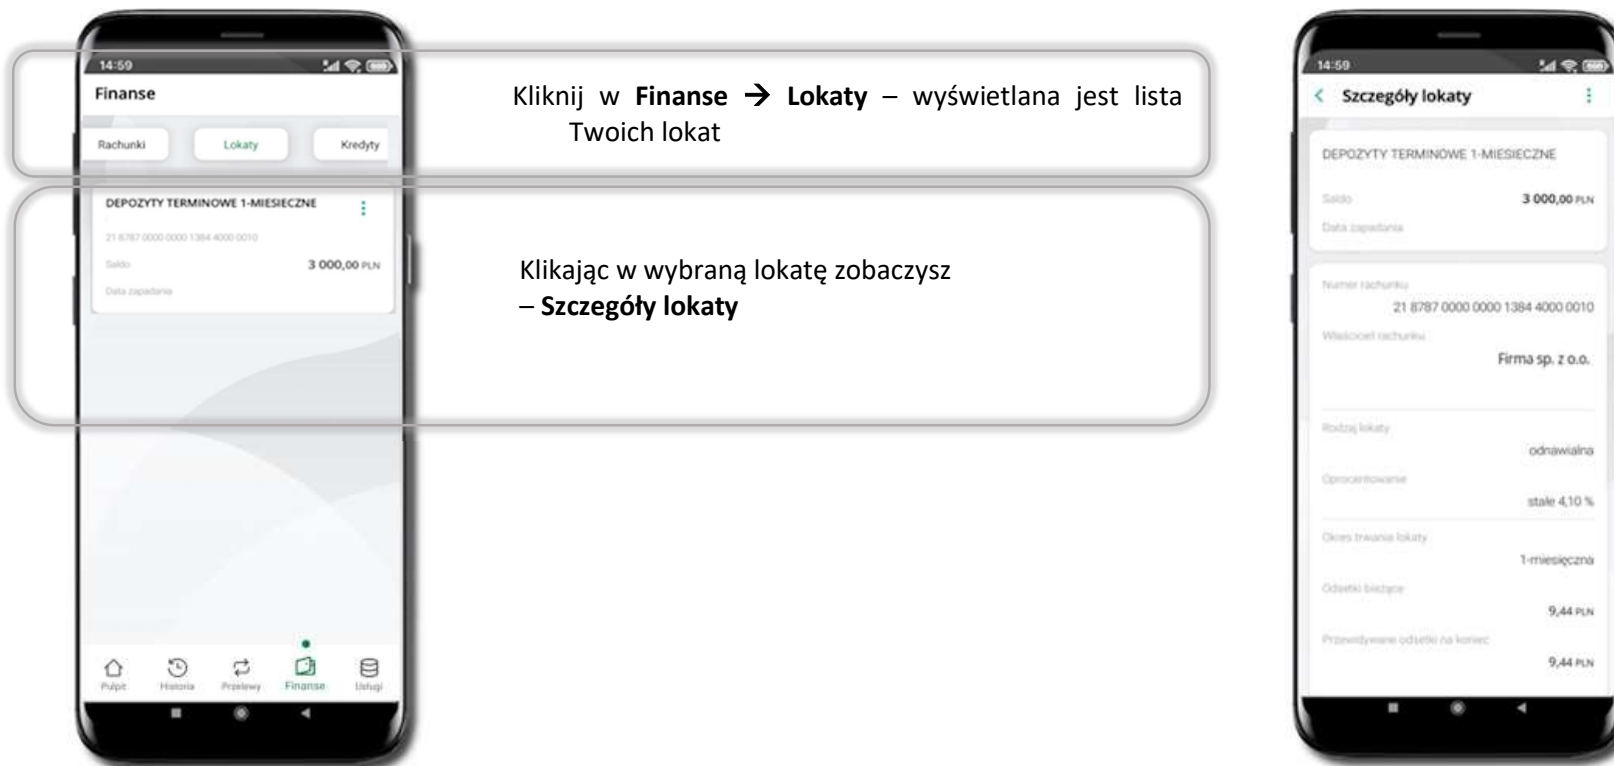 14:59
Finanse
Rachunki Lokaty Kredyty
DEPOZYTY TERMINOWE 1-MIESIECZNE
21 8787 0000 0000 1384 4000 0010
Saldo 3 000,00 PLN
Data zapadania
Pulpit Historia Przelewy Finanse Usługi
Kliknij w Finanse → Lokaty – wyświetlana jest lista
Twoich lokat
Klikając w wybraną lokatę zobaczysz
– Szczegóły lokaty
14:59
Szczegóły lokaty
DEPOZYTY TERMINOWE 1-MIESIECZNE
Saldo 3 000,00 PLN
Data zapadania
Numer rachunku
21 8787 0000 0000 1384 4000 0010
Właściciel rachunku
Firma sp. z o.o.
Rodzaj lokaty
odnawialna
Oprocentowanie
stałe 4,10 %
Okres trwania lokaty
1-miesięczna
Odsetki bieżące
9,44 PLN
Przewidywane odsetki na koniec
9,44 PLN